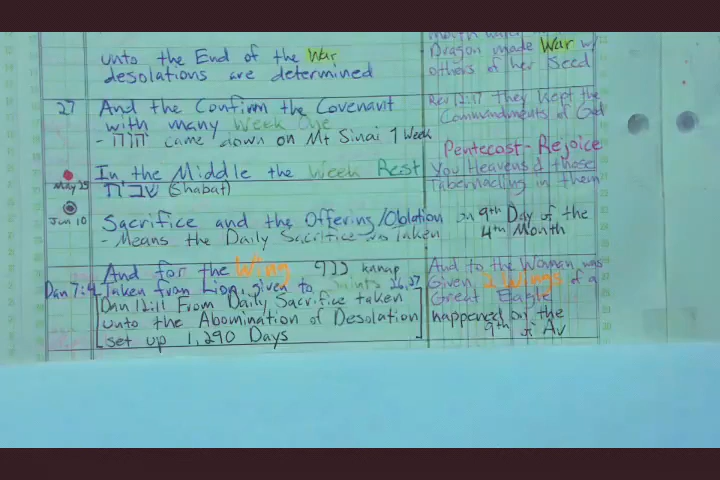 unto the End of the War
desolations are determined
Dragon made War w/
others of her Seed
27 And the Confirm the Covenant
with many Week One
- יהוה came down on Mt Sinai 1 Week
Rev 12:17 They kept the
Commandments of God
Pentecost - Rejoice
You Heavens & those
Tabernacling in them
In the Middle the Week Rest
May 25
(Shabat)
Jun 10
Sacrifice and the Offering/Oblation on 9th Day of the
4th Month
- Means the Daily Sacrifice was taken
And for the Wing כנף kanap
Dan 7:4 Taken from Lion, given to
[Dan 12:11 From Daily Sacrifice taken
unto the Abomination of Desolation
set up 1,290 Days]
And to the Woman was
Given 2 Wings of a
Great Eagle
happened on the
9th of Av